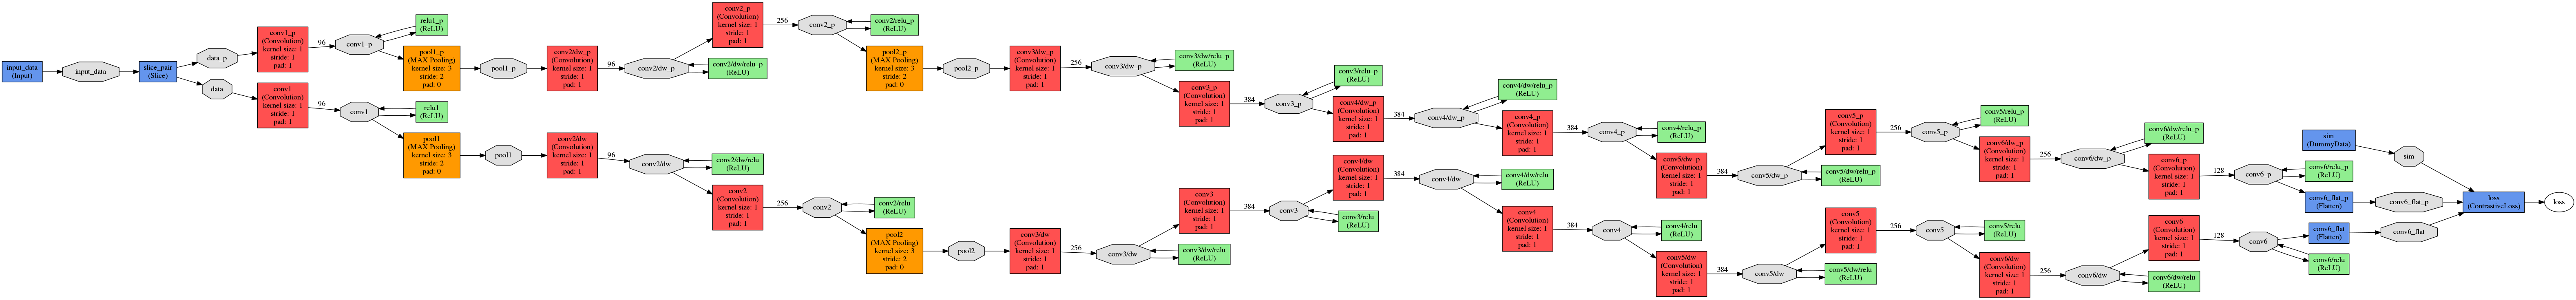 input_data
(Input)
input_data
slice_pair
(Slice)
data_p
conv1_p
(Convolution)
kernel size: 1
stride: 1
pad: 1
96
conv1_p
relu1_p
(ReLU)
pool1_p
(MAX Pooling)
kernel size: 3
stride: 2
pad: 0
pool1_p
conv2/dw_p
(Convolution)
kernel size: 1
stride: 1
pad: 1
96
conv2/dw_p
conv2/dw/relu_p
(ReLU)
conv2_p
(Convolution)
kernel size: 1
stride: 1
pad: 1
256
conv2_p
conv2/relu_p
(ReLU)
pool2_p
(MAX Pooling)
kernel size: 3
stride: 2
pad: 0
pool2_p
conv3/dw_p
(Convolution)
kernel size: 1
stride: 1
pad: 1
256
conv3/dw_p
conv3/dw/relu_p
(ReLU)
conv3_p
(Convolution)
kernel size: 1
stride: 1
pad: 1
384
conv3_p
conv3/relu_p
(ReLU)
conv4/dw_p
(Convolution)
kernel size: 1
stride: 1
pad: 1
384
conv4/dw_p
conv4/dw/relu_p
(ReLU)
conv4_p
(Convolution)
kernel size: 1
stride: 1
pad: 1
384
conv4_p
conv4/relu_p
(ReLU)
conv5/dw_p
(Convolution)
kernel size: 1
stride: 1
pad: 1
384
conv5/dw_p
conv5/dw/relu_p
(ReLU)
conv5_p
(Convolution)
kernel size: 1
stride: 1
pad: 1
256
conv5_p
conv5/relu_p
(ReLU)
conv6/dw_p
(Convolution)
kernel size: 1
stride: 1
pad: 1
256
conv6/dw_p
conv6/dw/relu_p
(ReLU)
conv6_p
(Convolution)
kernel size: 1
stride: 1
pad: 1
128
conv6_p
conv6/relu_p
(ReLU)
conv6_flat_p
(Flatten)
conv6_flat_p
sim
(DummyData)
sim
loss
(ContrastiveLoss)
loss
data
conv1
(Convolution)
kernel size: 1
stride: 1
pad: 1
96
conv1
relu1
(ReLU)
pool1
(MAX Pooling)
kernel size: 3
stride: 2
pad: 0
pool1
conv2/dw
(Convolution)
kernel size: 1
stride: 1
pad: 1
96
conv2/dw
conv2/dw/relu
(ReLU)
conv2
(Convolution)
kernel size: 1
stride: 1
pad: 1
256
conv2
conv2/relu
(ReLU)
pool2
(MAX Pooling)
kernel size: 3
stride: 2
pad: 0
pool2
conv3/dw
(Convolution)
kernel size: 1
stride: 1
pad: 1
256
conv3/dw
conv3/dw/relu
(ReLU)
conv3
(Convolution)
kernel size: 1
stride: 1
pad: 1
384
conv3
conv3/relu
(ReLU)
conv4/dw
(Convolution)
kernel size: 1
stride: 1
pad: 1
384
conv4/dw
conv4/dw/relu
(ReLU)
conv4
(Convolution)
kernel size: 1
stride: 1
pad: 1
384
conv4
conv4/relu
(ReLU)
conv5/dw
(Convolution)
kernel size: 1
stride: 1
pad: 1
384
conv5/dw
conv5/dw/relu
(ReLU)
conv5
(Convolution)
kernel size: 1
stride: 1
pad: 1
256
conv5
conv5/relu
(ReLU)
conv6/dw
(Convolution)
kernel size: 1
stride: 1
pad: 1
256
conv6/dw
conv6/dw/relu
(ReLU)
conv6
(Convolution)
kernel size: 1
stride: 1
pad: 1
128
conv6
conv6_flat
(Flatten)
conv6/relu
(ReLU)
conv6_flat